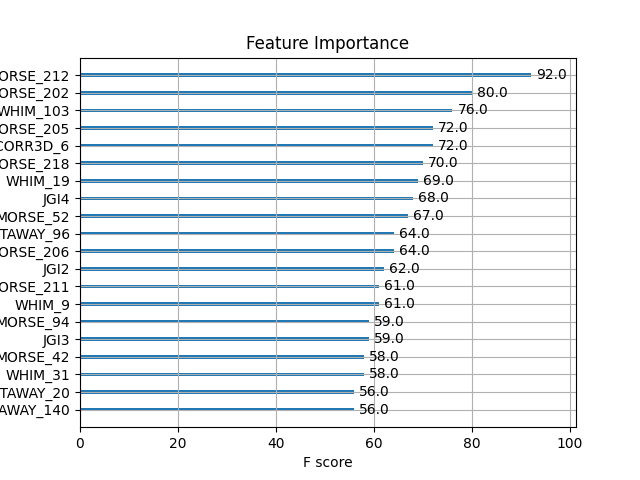 Feature Importance
ORSE_212 92.0
ORSE_202 80.0
WHIM_103 76.0
ORSE_205 72.0
CORR3D_6 72.0
ORSE_218 70.0
WHIM_19 69.0
JGI4 68.0
MORSE_52 67.0
TAWAY_96 64.0
ORSE_206 64.0
JGI2 62.0
ORSE_211 61.0
WHIM_9 61.0
MORSE_94 59.0
JGI3 59.0
MORSE_42 58.0
WHIM_31 58.0
TAWAY_20 56.0
AWAY_140 56.0
0 20 40 60 80 100
F score